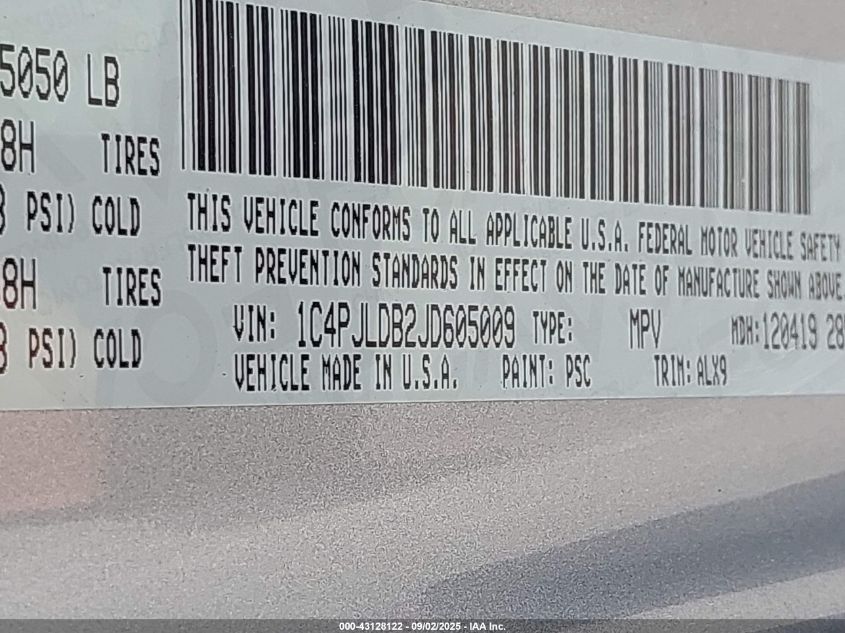 5050 LB
8H TIRES
PSI) COLD
8H TIRES
PSI) COLD
THIS VEHICLE CONFORMS TO ALL APPLICABLE U.S.A. FEDERAL MOTOR VEHICLE SAFETY
THEFT PREVENTION STANDARDS IN EFFECT ON THE DATE OF MANUFACTURE SHOWN ABOVE.
VIN: 1C4PJLDB2JD605009 TYPE: MPV MDH: 120419 28
VEHICLE MADE IN U.S.A. PAINT: PSC TRIM: ALX9
000-43128122 - 09/02/2025 - IAA Inc.